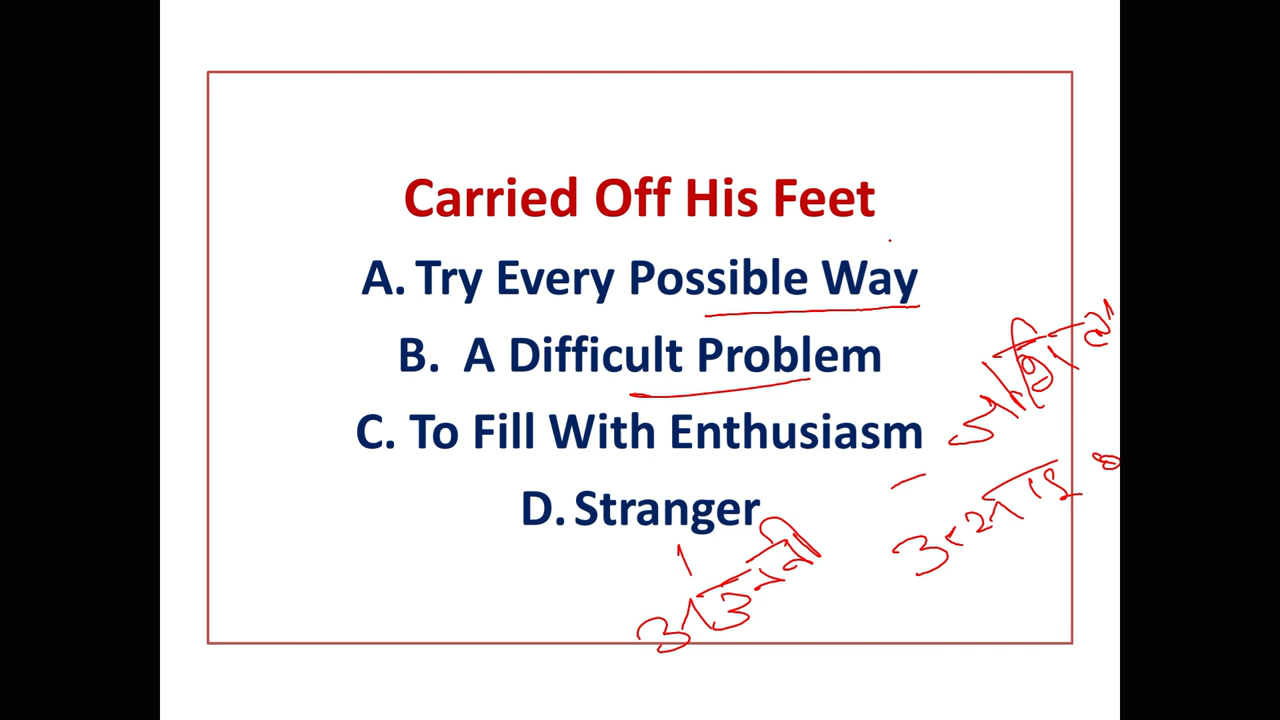 Carried Off His Feet
A. Try Every Possible Way
B. A Difficult Problem
C. To Fill With Enthusiasm
D. Stranger